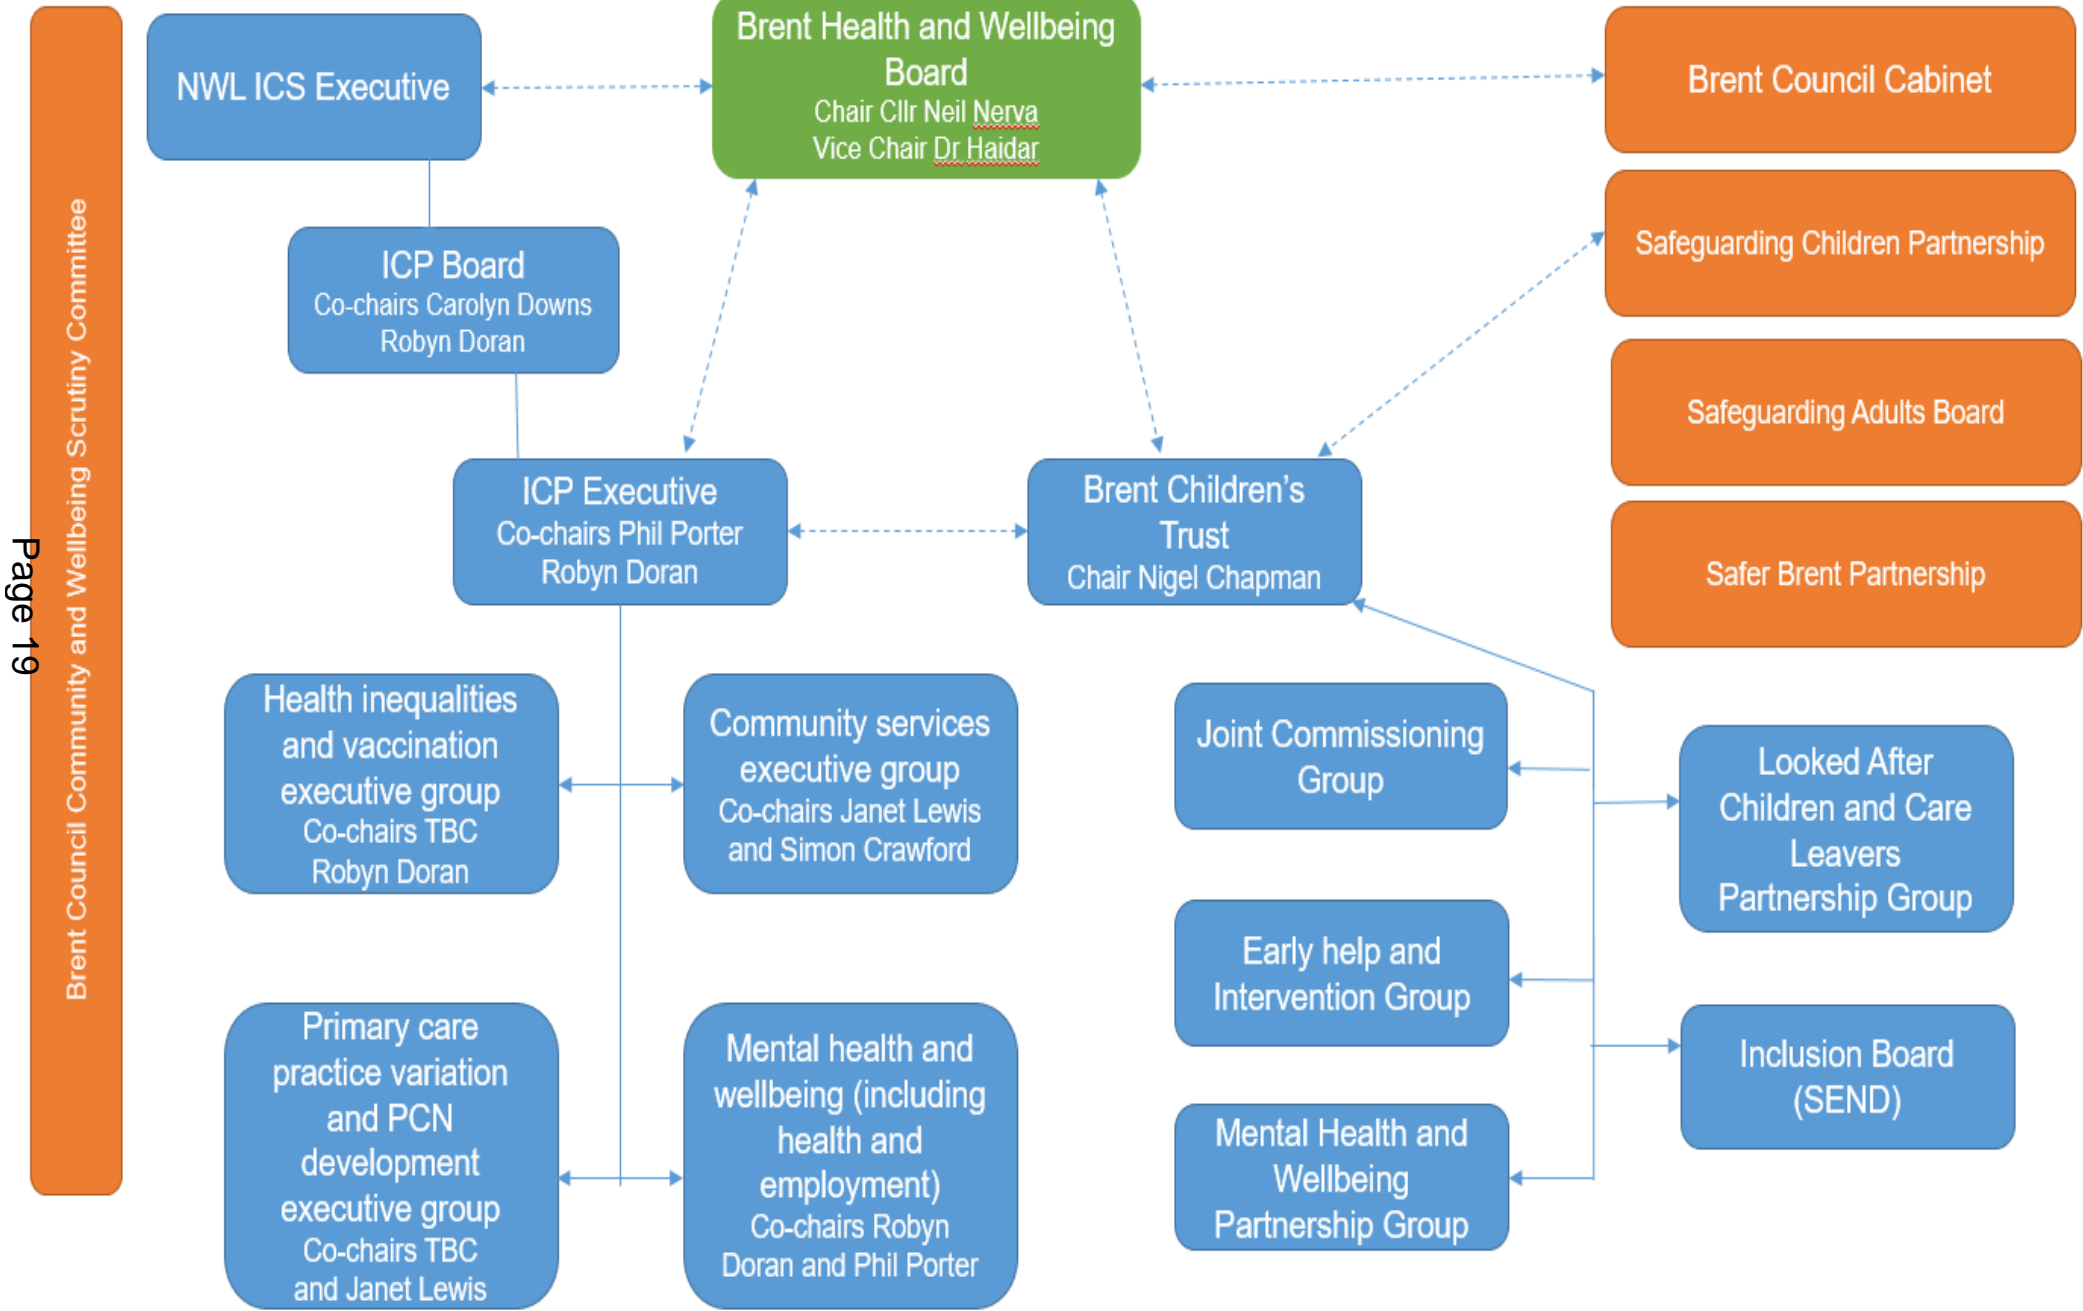 Brent Council Community and Wellbeing Scrutiny Committee
Page 19
NWL ICS Executive
Brent Health and Wellbeing
Board
Chair Cllr Neil Nerva
Vice Chair Dr Haidar
Brent Council Cabinet
Safeguarding Children Partnership
ICP Board
Co-chairs Carolyn Downs
Robyn Doran
Safeguarding Adults Board
ICP Executive
Co-chairs Phil Porter
Robyn Doran
Brent Children’s
Trust
Chair Nigel Chapman
Safer Brent Partnership
Health inequalities
and vaccination
executive group
Co-chairs TBC
Robyn Doran
Community services
executive group
Co-chairs Janet Lewis
and Simon Crawford
Joint Commissioning
Group
Looked After
Children and Care
Leavers
Partnership Group
Early help and
Intervention Group
Primary care
practice variation
and PCN
development
executive group
Co-chairs TBC
and Janet Lewis
Mental health and
wellbeing (including
health and
employment)
Co-chairs Robyn
Doran and Phil Porter
Inclusion Board
(SEND)
Mental Health and
Wellbeing
Partnership Group